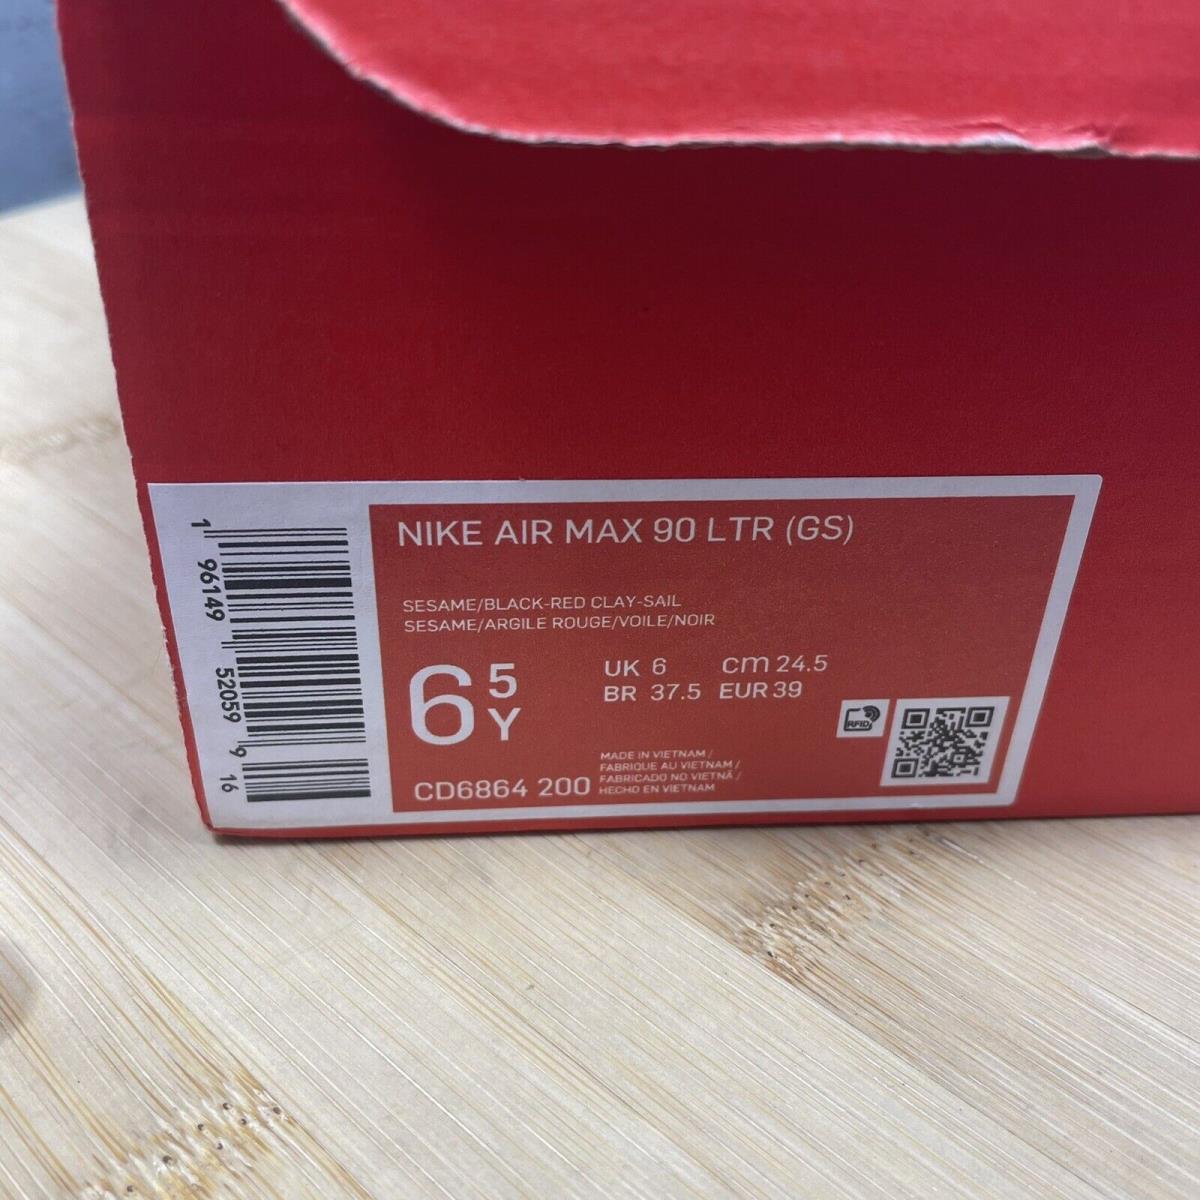 NIKE AIR MAX 90 LTR (GS)
SESAME/BLACK-RED CLAY-SAIL
SESAME/ARGILE ROUGE/VOILE/NOIR
6 5 Y
UK 6 cm 24.5
BR 37.5 EUR 39
CD6864 200
MADE IN VIETNAM /
FABRIQUE AU VIETNAM /
FABRICADO NO VIETNÃ /
HECHO EN VIETNAM
RFID
1 96149 52059 9 16